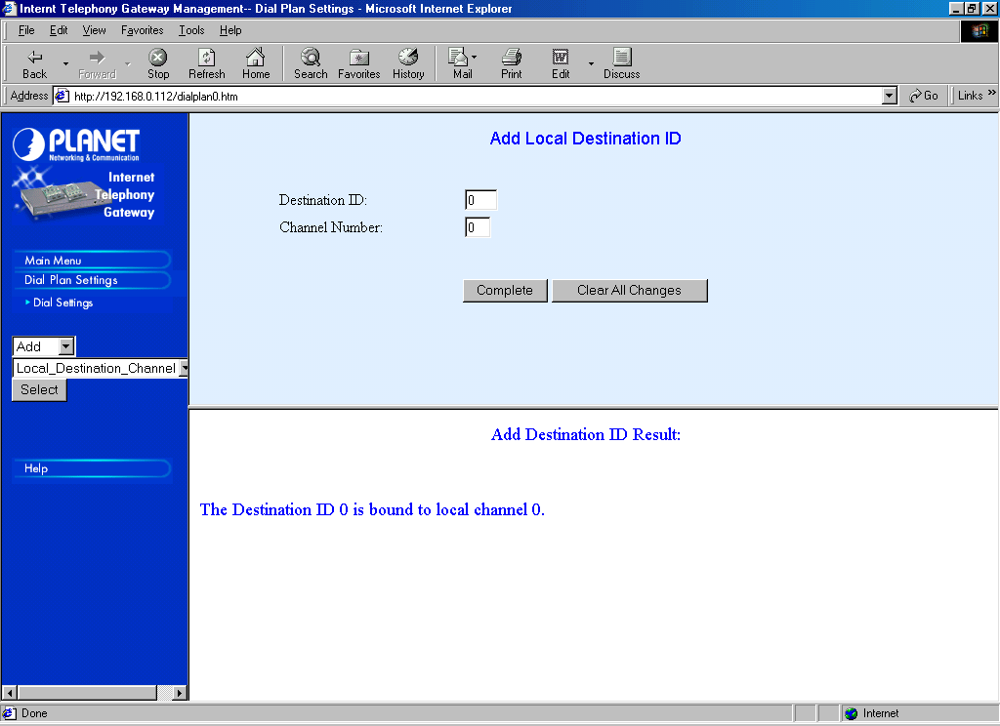 Internt Telephony Gateway Management-- Dial Plan Settings - Microsoft Internet Explorer
File Edit View Favorites Tools Help
Back Forward Stop Refresh Home Search Favorites History Mail Print Edit Discuss
Address http://192.168.0.112/dialplan0.htm Go Links »
PLANET
Networking & Communication
Internet
Telephony
Gateway
Main Menu
Dial Plan Settings
Dial Settings
Add
Local_Destination_Channel
Select
Help
Add Local Destination ID
Destination ID: 0
Channel Number: 0
Complete Clear All Changes
Add Destination ID Result:
The Destination ID 0 is bound to local channel 0.
Done Internet